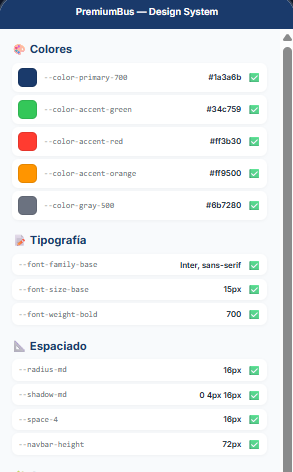 PremiumBus — Design System
Colores
--color-primary-700 #1a3a6b
--color-accent-green #34c759
--color-accent-red #ff3b30
--color-accent-orange #ff9500
--color-gray-500 #6b7280
Tipografía
--font-family-base Inter, sans-serif
--font-size-base 15px
--font-weight-bold 700
Espaciado
--radius-md 16px
--shadow-md 0 4px 16px
--space-4 16px
--navbar-height 72px